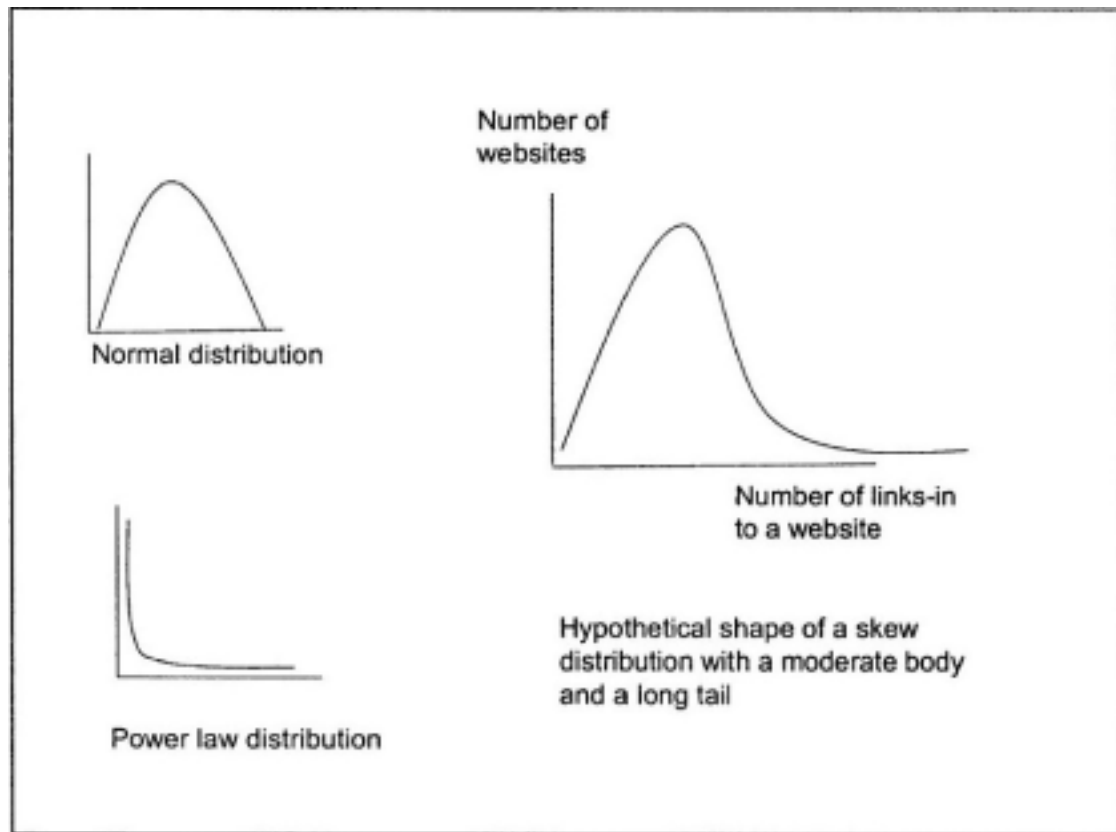 Number of
websites
Normal distribution
Number of links-in
to a website
Hypothetical shape of a skew
distribution with a moderate body
and a long tail
Power law distribution